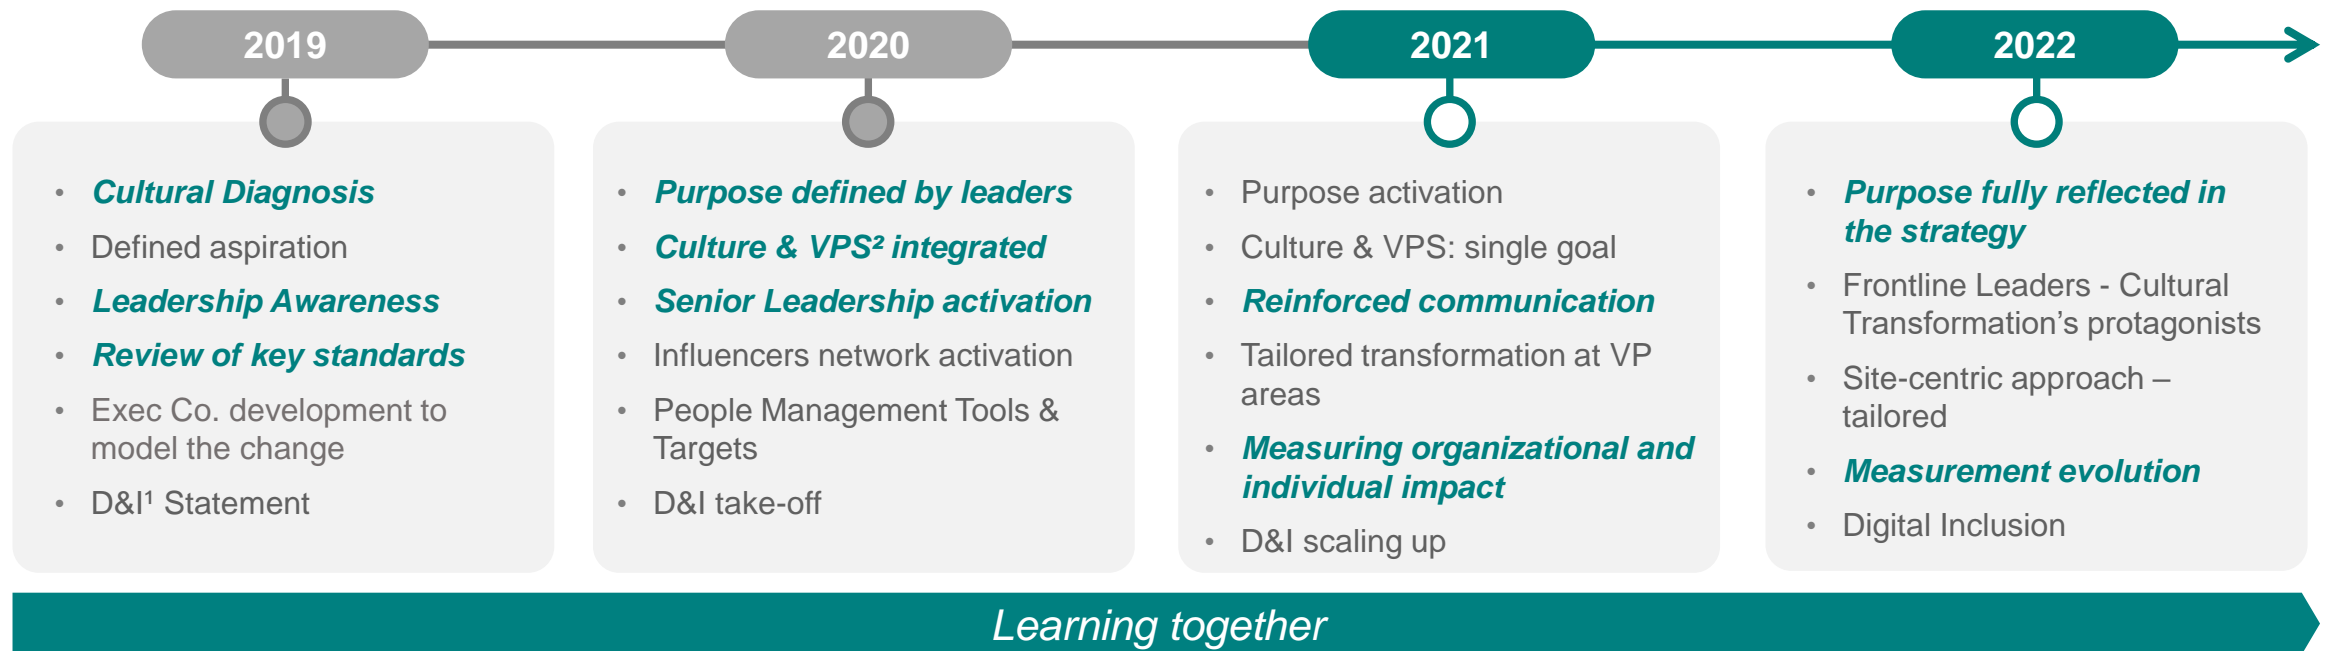 2019
2020
2021
2022
• Cultural Diagnosis
• Defined aspiration
• Leadership Awareness
• Review of key standards
• Exec Co. development to
model the change
• D&I¹ Statement
• Purpose defined by leaders
• Culture & VPS² integrated
• Senior Leadership activation
• Influencers network activation
• People Management Tools &
Targets
• D&I take-off
• Purpose activation
• Culture & VPS: single goal
• Reinforced communication
• Tailored transformation at VP
areas
• Measuring organizational and
individual impact
• D&I scaling up
• Purpose fully reflected in
the strategy
• Frontline Leaders - Cultural
Transformation’s protagonists
• Site-centric approach –
tailored
• Measurement evolution
• Digital Inclusion
Learning together